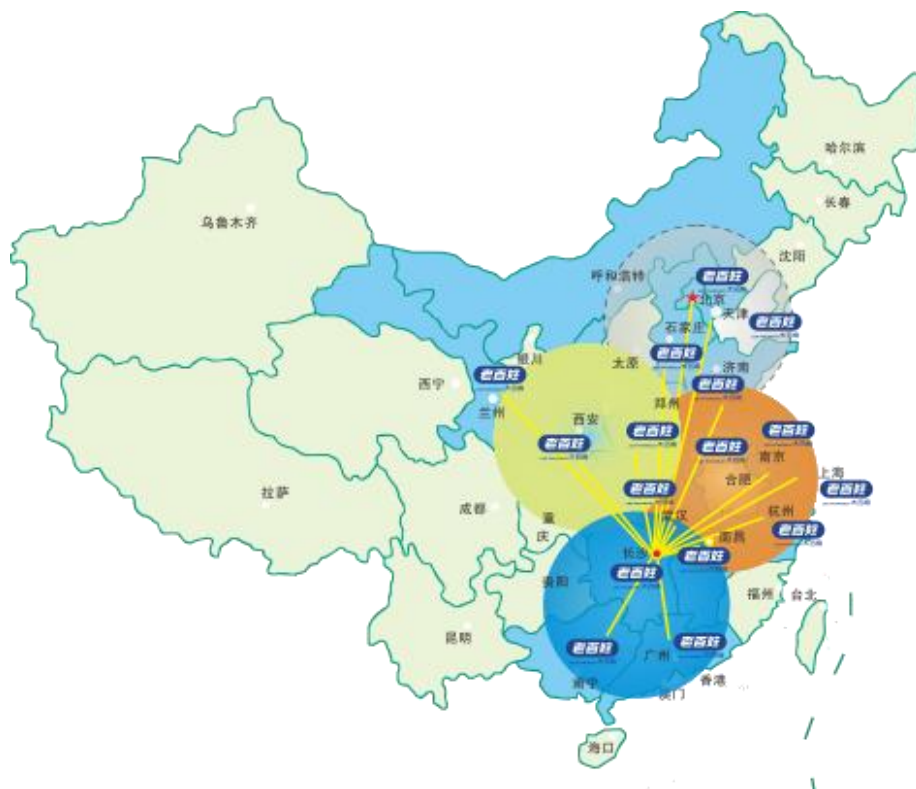 哈尔滨
长春
乌鲁木齐
沈阳
呼和浩特
老百姓
北京
天津
老百姓
石家庄
老百姓
太原
银川
济南
老百姓
西宁
兰州
老百姓
郑州
西安
老百姓
老百姓
老百姓
老百姓
南京
合肥
上海
老百姓
拉萨
成都
老百姓
杭州
重
庆
武汉
老百姓
南昌
长沙
老百姓
老百姓
贵阳
福州
台北
昆明
老百姓
广州
老百姓
南宁
香港
澳门
海口